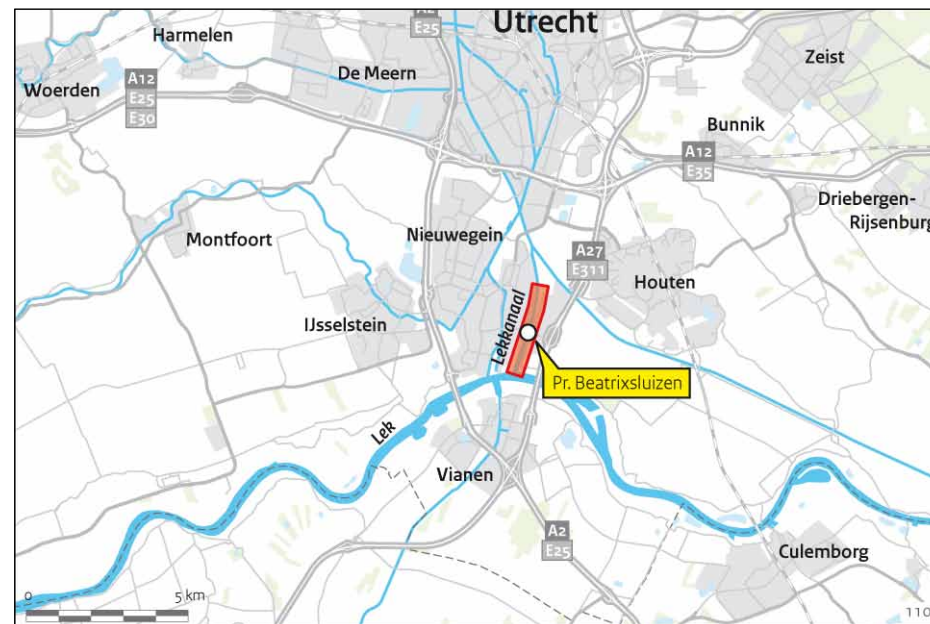 Utrecht
A2
E25
Harmelen
Zeist
De Meern
Woerden
A12
E25
E30
Bunnik
A12
E35
Driebergen-
Rijsenburg
Montfoort
Nieuwegein
A27
E311
Houten
IJsselstein
Lekkanaal
Pr. Beatrixsluizen
Lek
Vianen
A2
E25
Culemborg
0
5 km
110